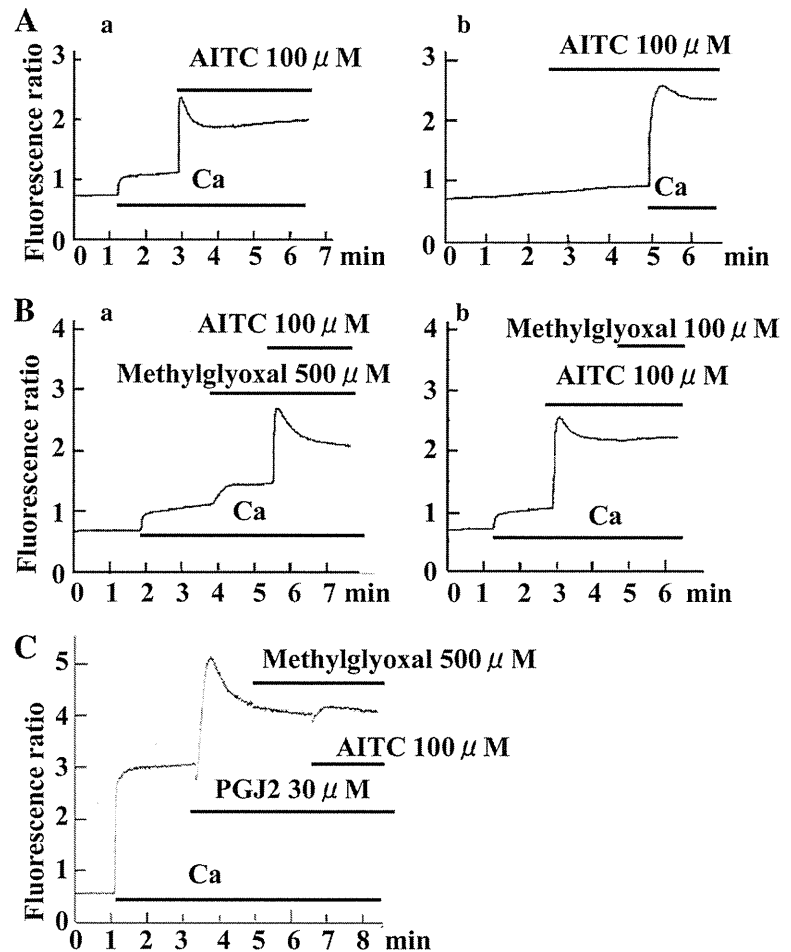 A
a
b
Fluorescence ratio
AITC 100 μ M
AITC 100 μ M
3
2
1
0
Ca
0 1 2 3 4 5 6 7 min
3
2
1
0
Ca
0 1 2 3 4 5 6 min
B
a
b
Fluorescence ratio
AITC 100 μ M
Methylglyoxal 500 μ M
4
3
2
1
0
Ca
0 1 2 3 4 5 6 7 min
Methylglyoxal 100 μ M
AITC 100 μ M
4
3
2
1
0
Ca
0 1 2 3 4 5 6 min
C
Fluorescence ratio
5
4
3
2
1
0
Methylglyoxal 500 μ M
AITC 100 μ M
PGJ2 30 μ M
Ca
0 1 2 3 4 5 6 7 8 min